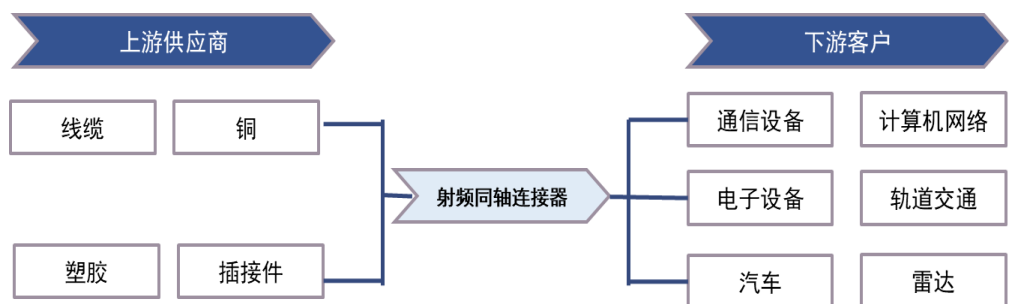 上游供应商
下游客户
线缆
铜
通信设备
计算机网络
射频同轴连接器
电子设备
轨道交通
塑胶
插接件
汽车
雷达